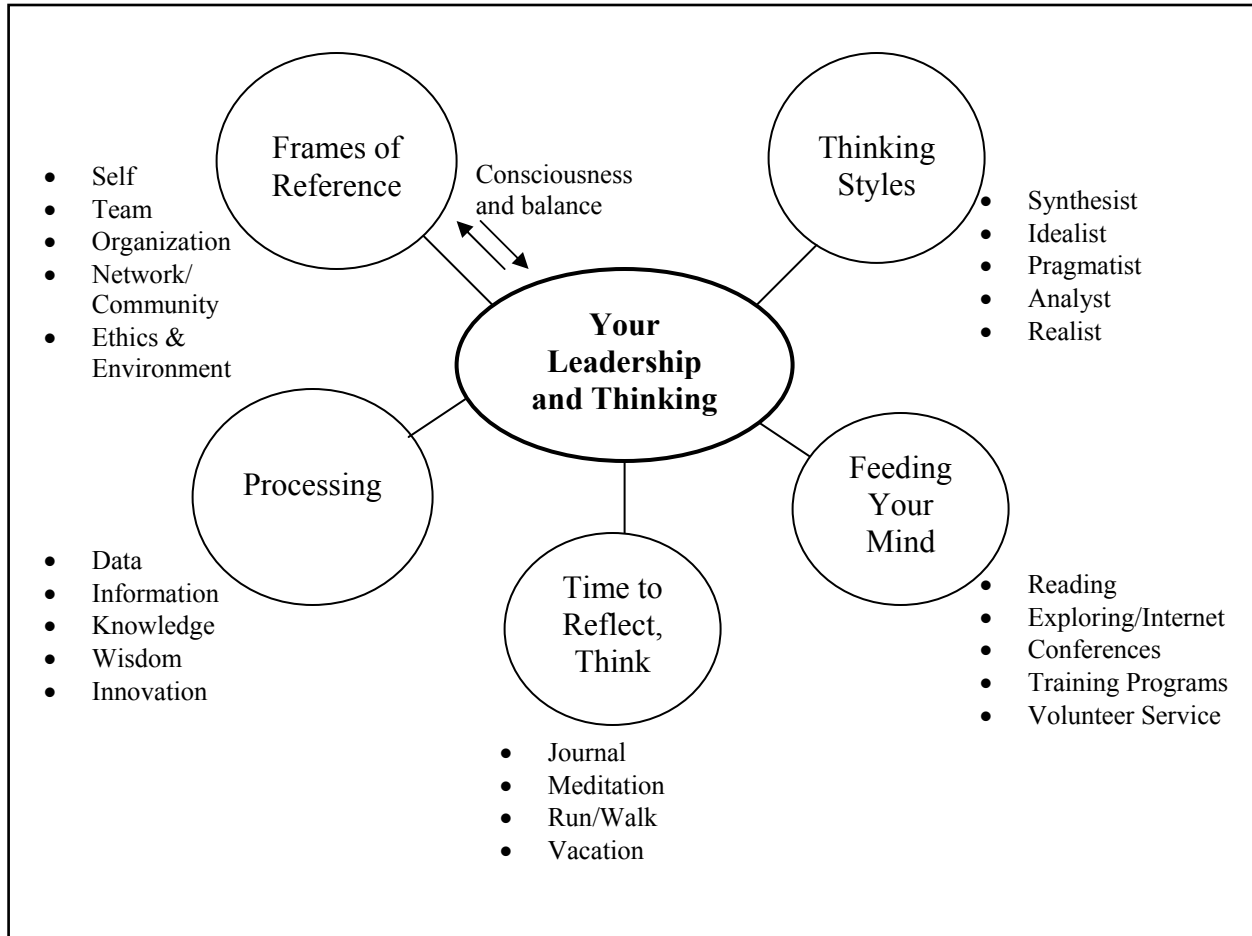 Frames of
Reference
• Self
• Team
• Organization
• Network/
Community
• Ethics &
Environment
Consciousness
and balance
Thinking
Styles
• Synthesist
• Idealist
• Pragmatist
• Analyst
• Realist
Your
Leadership
and Thinking
Processing
• Data
• Information
• Knowledge
• Wisdom
• Innovation
Time to
Reflect,
Think
• Journal
• Meditation
• Run/Walk
• Vacation
Feeding
Your
Mind
• Reading
• Exploring/Internet
• Conferences
• Training Programs
• Volunteer Service